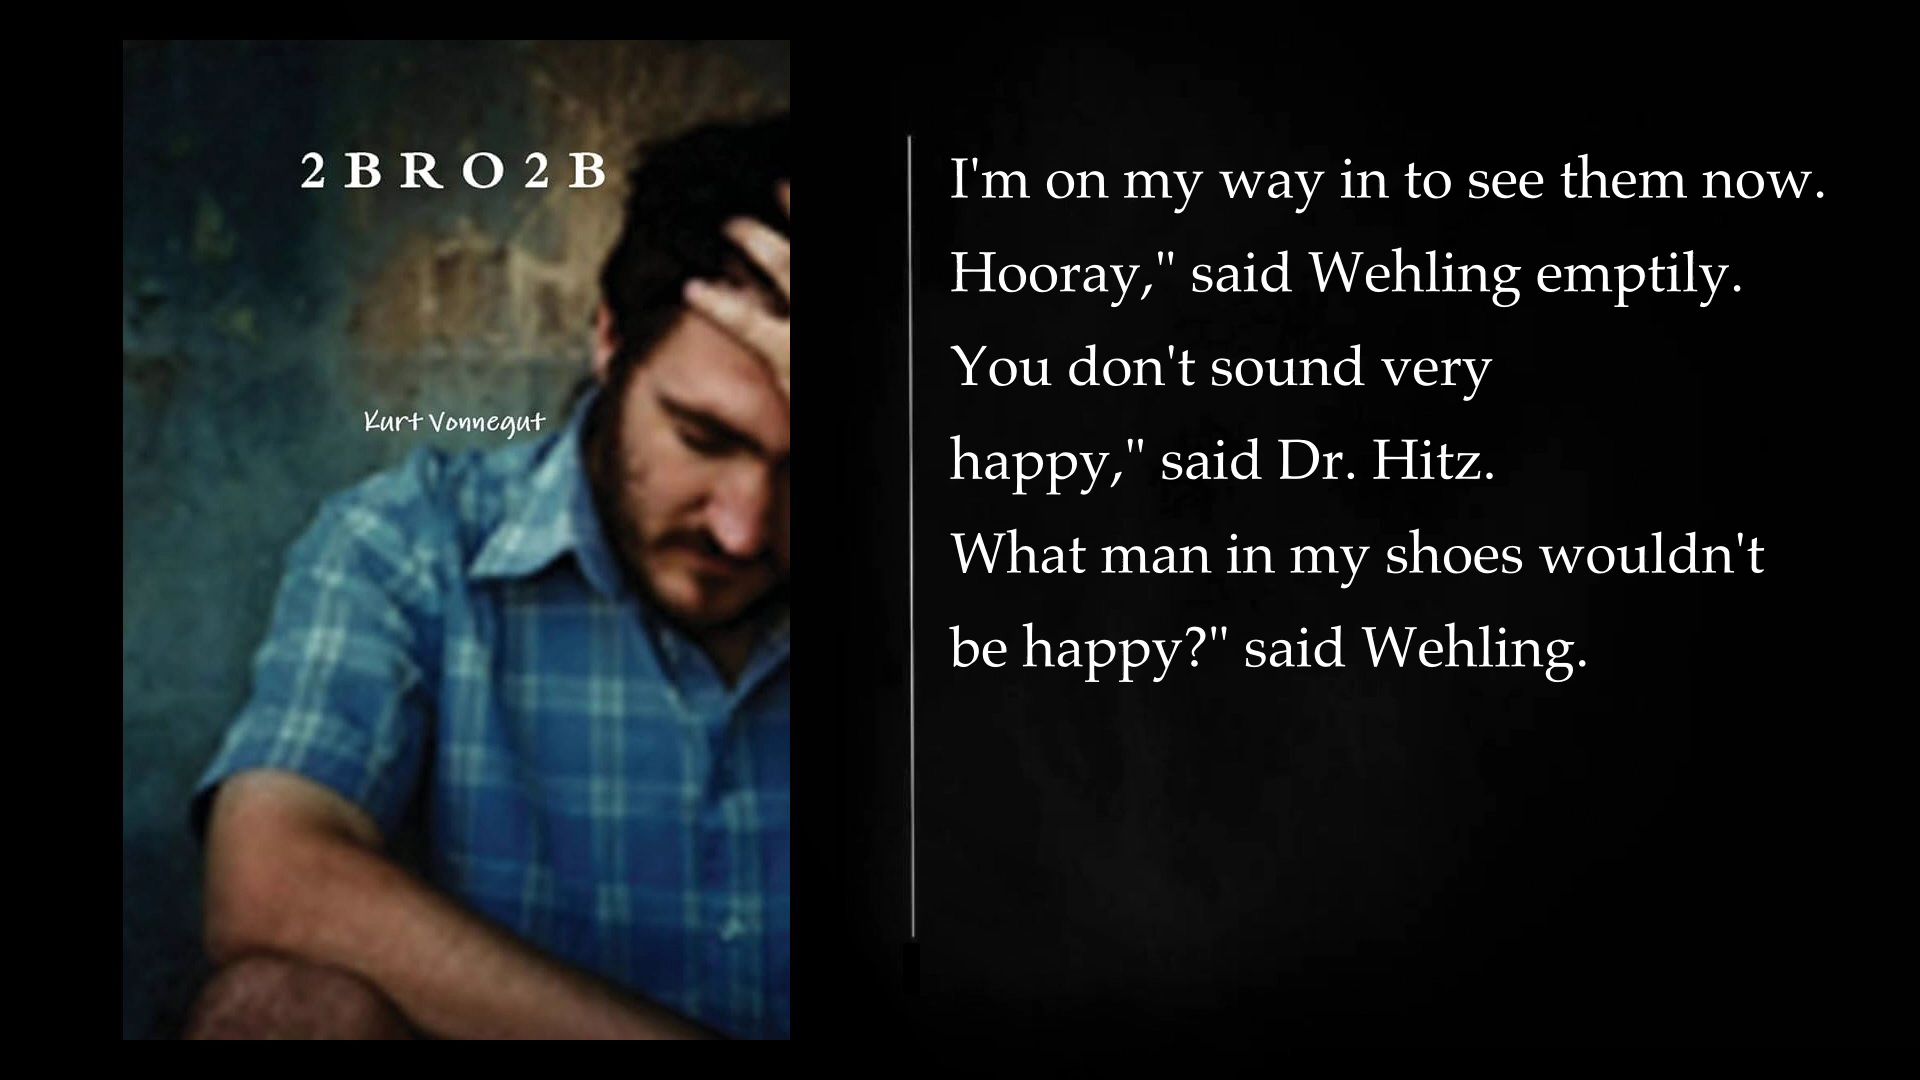 2 B R O 2 B
Kurt Vonnegut
I'm on my way in to see them now.
Hooray," said Wehling emptily.
You don't sound very
happy," said Dr. Hitz.
What man in my shoes wouldn't
be happy?" said Wehling.